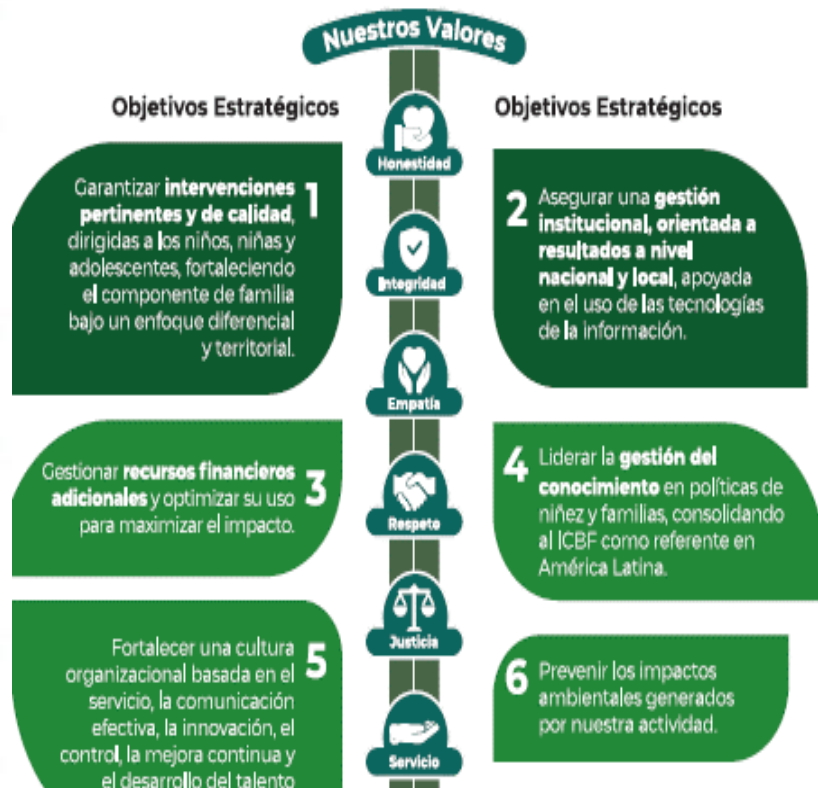 Nuestros Valores
Objetivos Estratégicos
Objetivos Estratégicos
Honestidad
1
Garantizar intervenciones
pertinentes y de calidad,
dirigidas a los niños, niñas y
adolescentes, fortaleciendo
el componente de familia
bajo un enfoque diferencial
y territorial.
2
Asegurar una gestión
institucional, orientada a
resultados a nivel
nacional y local, apoyada
en el uso de las tecnologías
de la información.
Integridad
Empatía
3
Gestionar recursos financieros
adicionales y optimizar su uso
para maximizar el impacto.
4
Liderar la gestión del
conocimiento en políticas de
niñez y familias, consolidando
al ICBF como referente en
América Latina.
Respeto
Justicia
5
Fortalecer una cultura
organizacional basada en el
servicio, la comunicación
efectiva, la innovación, el
control, la mejora continua y
el desarrollo del talento
6
Prevenir los impactos
ambientales generados
por nuestra actividad.
Servicio